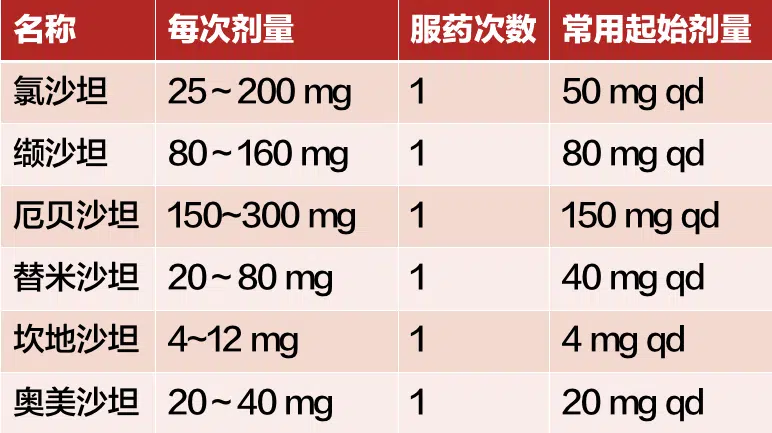 名称 每次剂量 服药次数 常用起始剂量
氯沙坦 25~200 mg 1 50 mg qd
缬沙坦 80~160 mg 1 80 mg qd
厄贝沙坦 150~300 mg 1 150 mg qd
替米沙坦 20~80 mg 1 40 mg qd
坎地沙坦 4~12 mg 1 4 mg qd
奥美沙坦 20~40 mg 1 20 mg qd